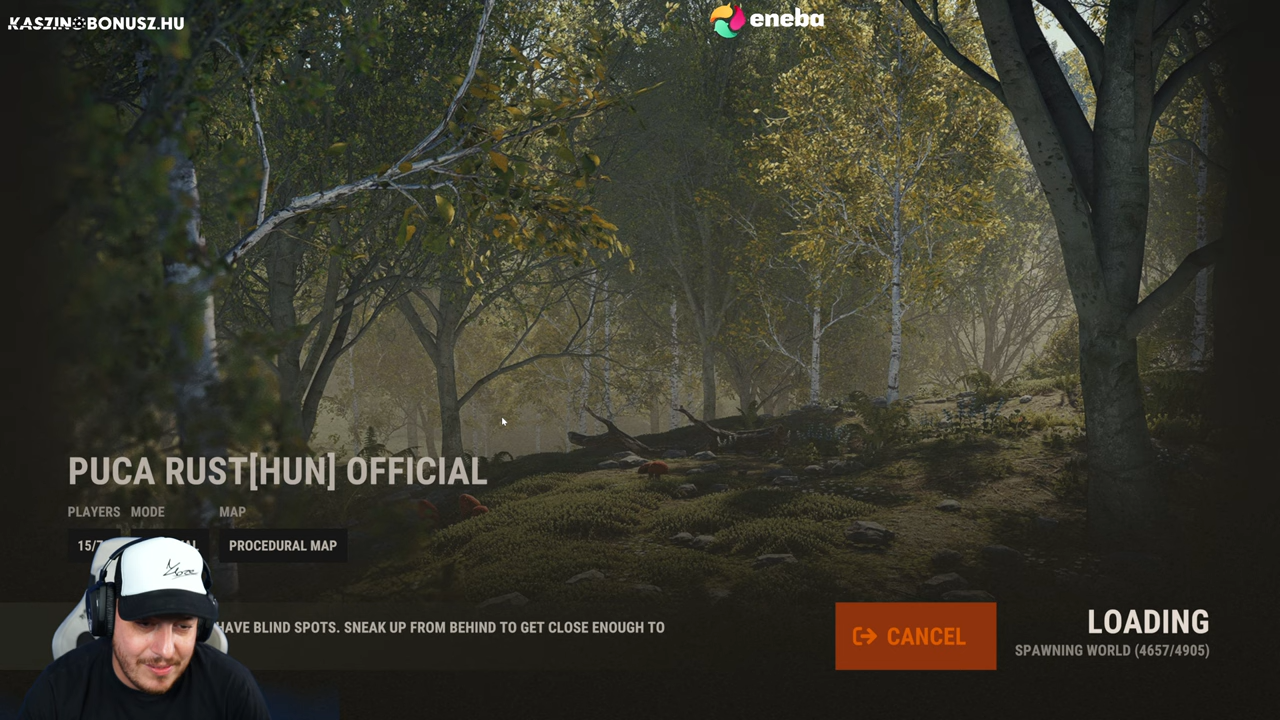 KASZINOBONUSZ.HU
eneba
PUCA RUST[HUN] OFFICIAL
PLAYERS MODE MAP
15/ PROCEDURAL MAP
HAVE BLIND SPOTS. SNEAK UP FROM BEHIND TO GET CLOSE ENOUGH TO
CANCEL
LOADING
SPAWNING WORLD (4657/4905)